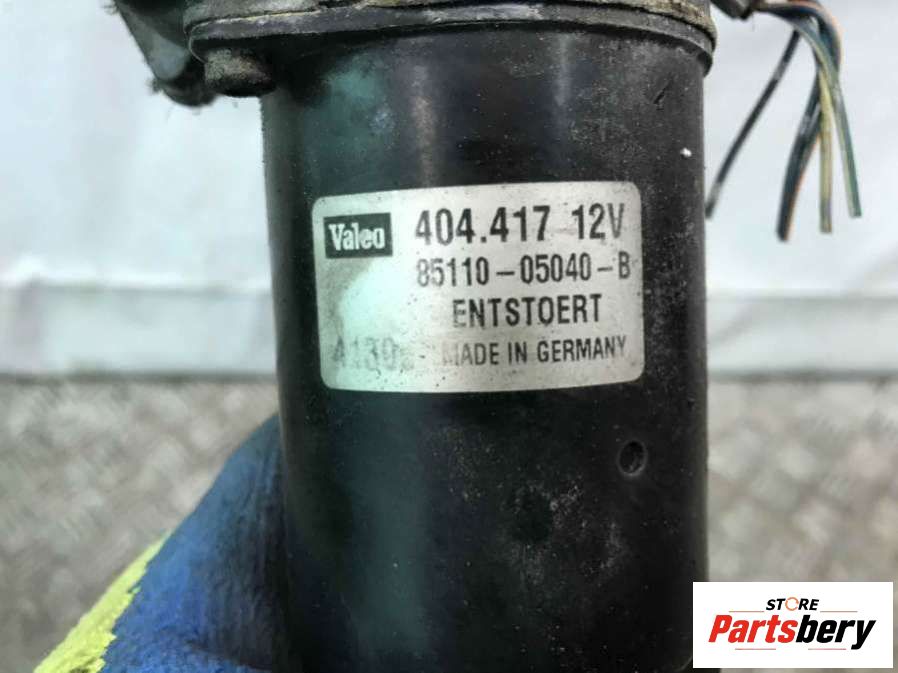 Valeo 404.417 12V
85110-05040-B
ENTSTOERT
MADE IN GERMANY
STORE
Partsbery